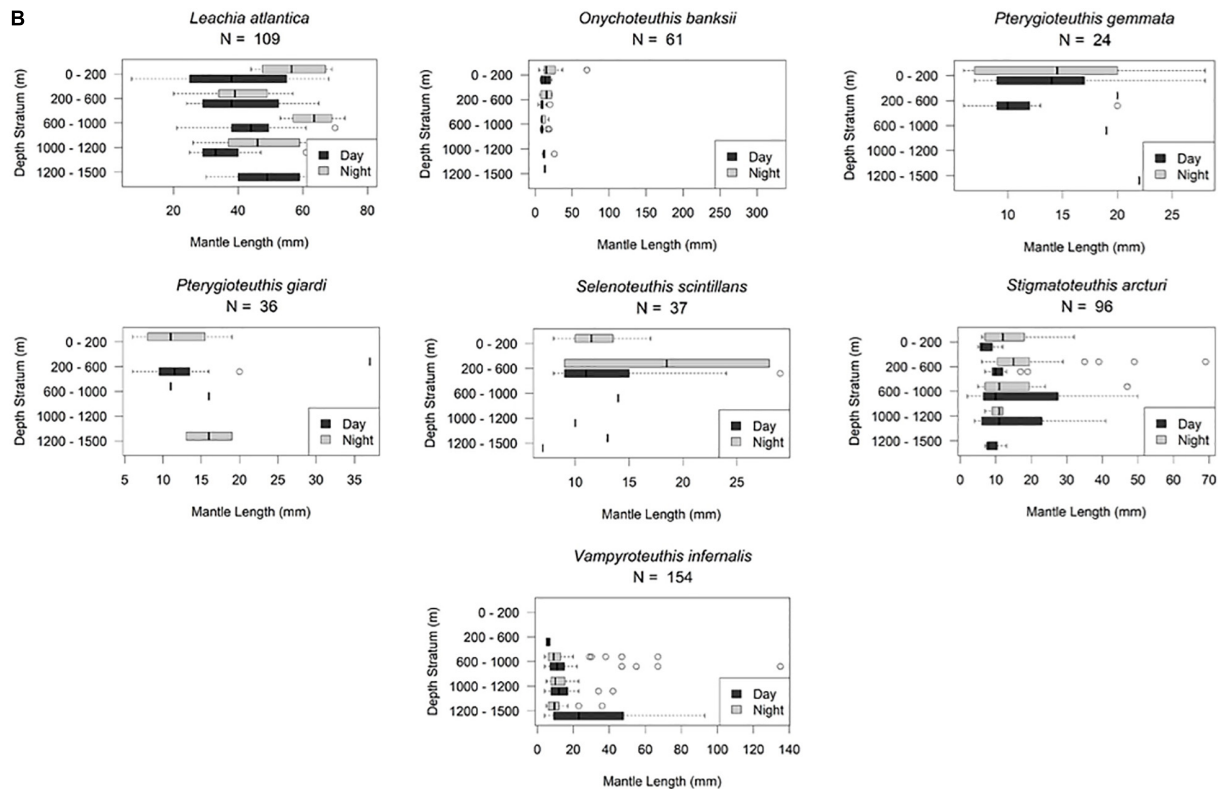 B
Leachia atlantica
N = 109
Depth Stratum (m)
0 - 200
200 - 600
600 - 1000
1000 - 1200
1200 - 1500
Day
Night
20 40 60 80
Mantle Length (mm)
Onychoteuthis banksii
N = 61
Depth Stratum (m)
0 - 200
200 - 600
600 - 1000
1000 - 1200
1200 - 1500
Day
Night
0 50 100 150 200 250 300
Mantle Length (mm)
Pterygioteuthis gemmata
N = 24
Depth Stratum (m)
0 - 200
200 - 600
600 - 1000
1000 - 1200
1200 - 1500
Day
Night
10 15 20 25
Mantle Length (mm)
Pterygioteuthis giardi
N = 36
Depth Stratum (m)
0 - 200
200 - 600
600 - 1000
1000 - 1200
1200 - 1500
Day
Night
5 10 15 20 25 30 35
Mantle Length (mm)
Selenoteuthis scintillans
N = 37
Depth Stratum (m)
0 - 200
200 - 600
600 - 1000
1000 - 1200
1200 - 1500
Day
Night
10 15 20 25
Mantle Length (mm)
Stigmatoteuthis arcturi
N = 96
Depth Stratum (m)
0 - 200
200 - 600
600 - 1000
1000 - 1200
1200 - 1500
Day
Night
0 10 20 30 40 50 60 70
Mantle Length (mm)
Vampyroteuthis infernalis
N = 154
Depth Stratum (m)
0 - 200
200 - 600
600 - 1000
1000 - 1200
1200 - 1500
Day
Night
0 20 40 60 80 100 120 140
Mantle Length (mm)